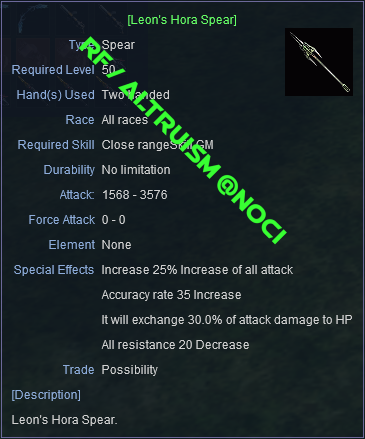 [Leon's Hora Spear]
Type Spear
Required Level 50
Hand(s) Used Two handed
Race All races
Required Skill Close rangeSkill GM
Durability No limitation
Attack: 1568 - 3576
Force Attack 0 - 0
Element None
Special Effects Increase 25% Increase of all attack
Accuracy rate 35 Increase
It will exchange 30.0% of attack damage to HP
All resistance 20 Decrease
Trade Possibility
[Description]
Leon's Hora Spear.
RF / ALTRUISM @NOCI